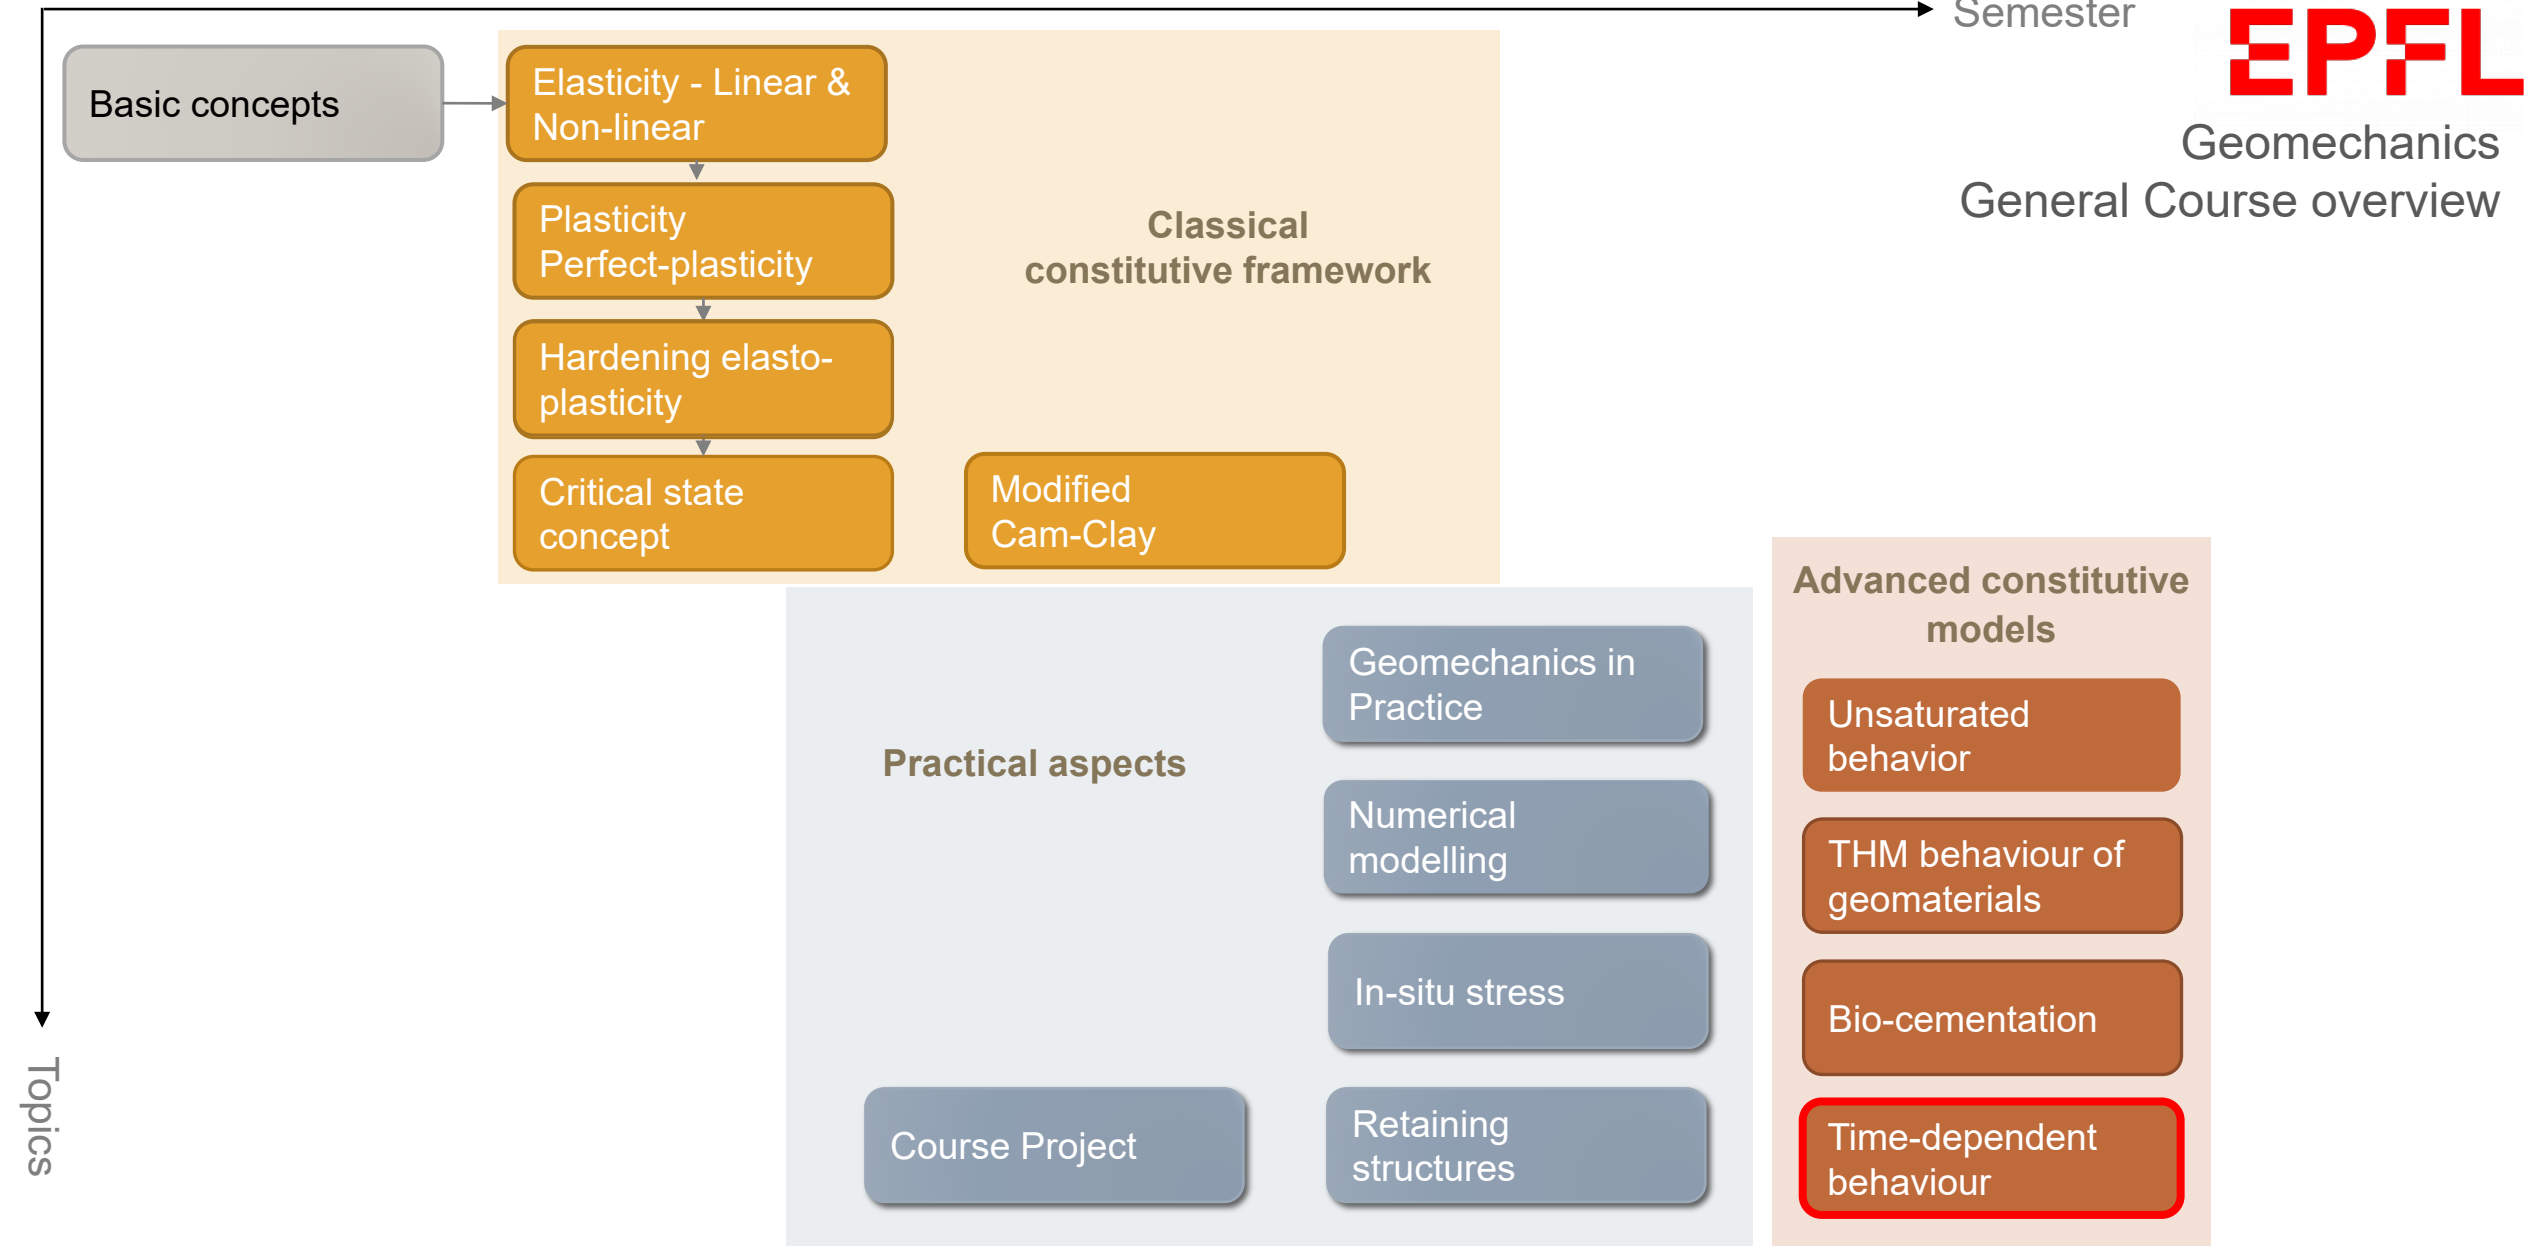 Semester
EPFL
Geomechanics
General Course overview
Basic concepts
Elasticity - Linear &
Non-linear
Plasticity
Perfect-plasticity
Hardening elasto-
plasticity
Critical state
concept
Modified
Cam-Clay
Classical
constitutive framework
Practical aspects
Geomechanics in
Practice
Numerical
modelling
In-situ stress
Course Project
Retaining
structures
Advanced constitutive
models
Unsaturated
behavior
THM behaviour of
geomaterials
Bio-cementation
Time-dependent
behaviour
Topics